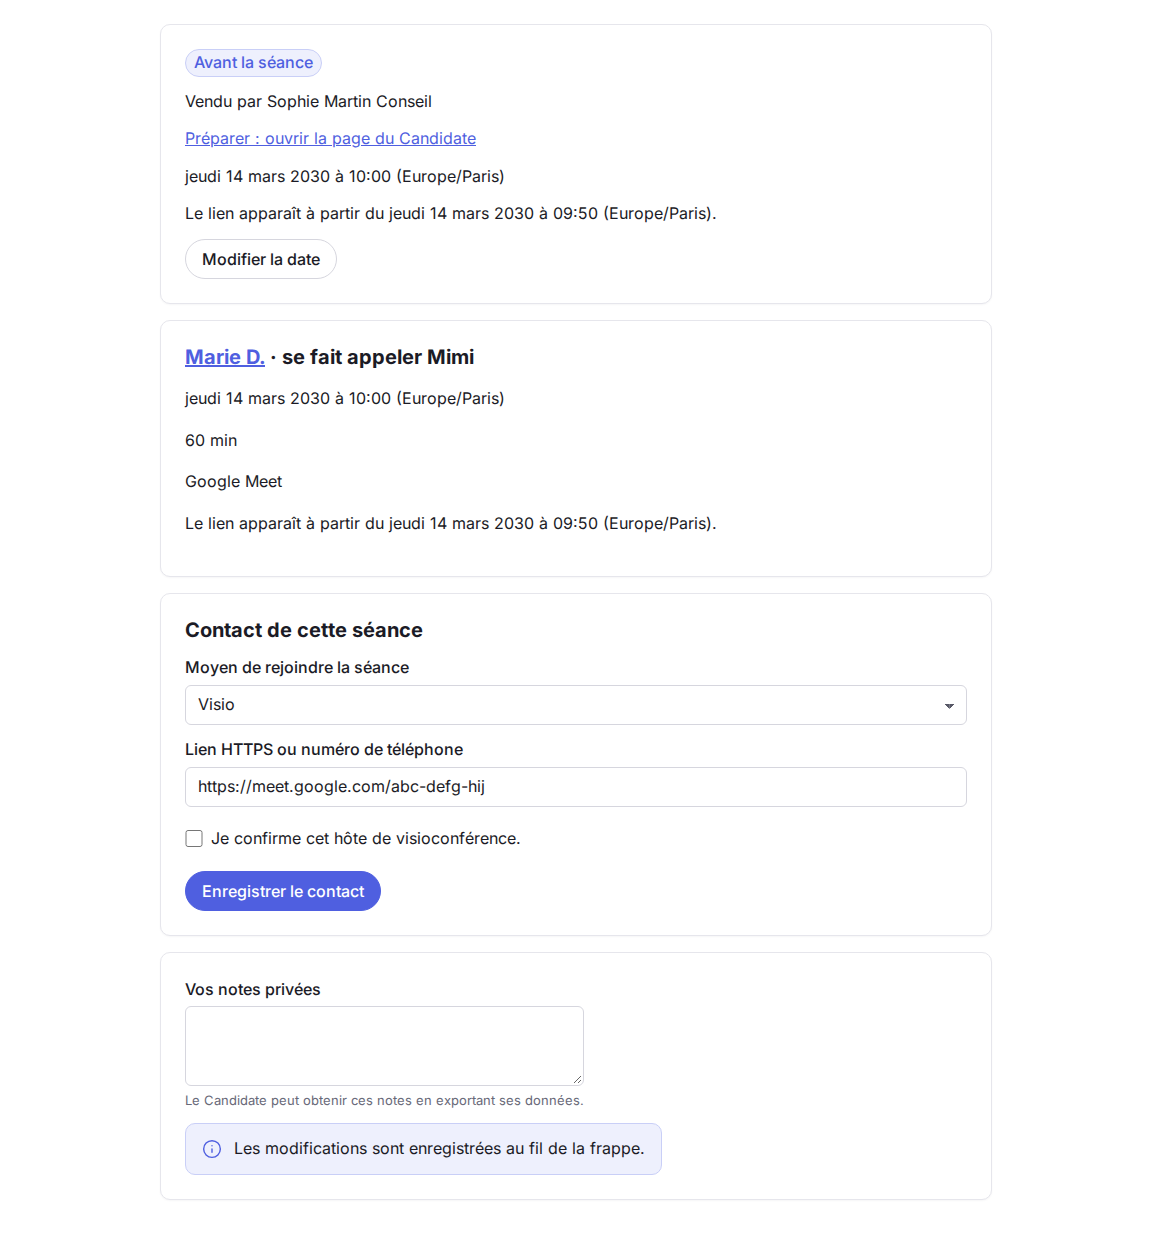 Avant la séance
Vendu par Sophie Martin Conseil
Préparer : ouvrir la page du Candidate
jeudi 14 mars 2030 à 10:00 (Europe/Paris)
Le lien apparaît à partir du jeudi 14 mars 2030 à 09:50 (Europe/Paris).
Modifier la date
Marie D. · se fait appeler Mimi
jeudi 14 mars 2030 à 10:00 (Europe/Paris)
60 min
Google Meet
Le lien apparaît à partir du jeudi 14 mars 2030 à 09:50 (Europe/Paris).
Contact de cette séance
Moyen de rejoindre la séance
Visio
Lien HTTPS ou numéro de téléphone
https://meet.google.com/abc-defg-hij
Je confirme cet hôte de visioconférence.
Enregistrer le contact
Vos notes privées
Le Candidate peut obtenir ces notes en exportant ses données.
Les modifications sont enregistrées au fil de la frappe.